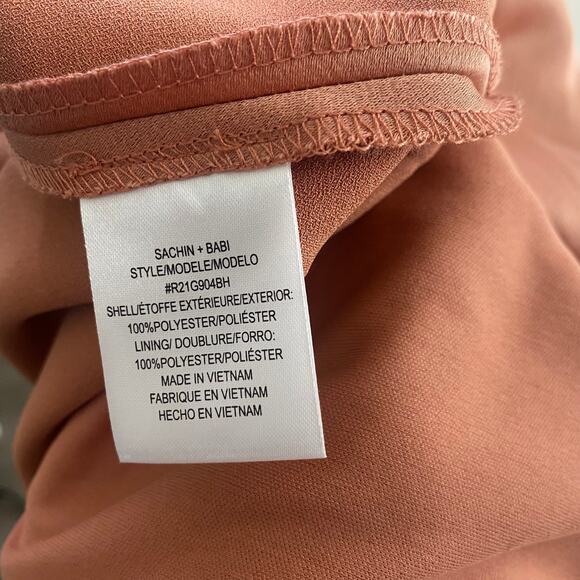 SACHIN + BABI
STYLE/MODELE/MODELO
#R21G904BH
SHELL/ÉTOFFE EXTÉRIEURE/EXTERIOR:
100%POLYESTER/POLIÉSTER
LINING/ DOUBLURE/FORRO:
100%POLYESTER/POLIÉSTER
MADE IN VIETNAM
FABRIQUE EN VIETNAM
HECHO EN VIETNAM